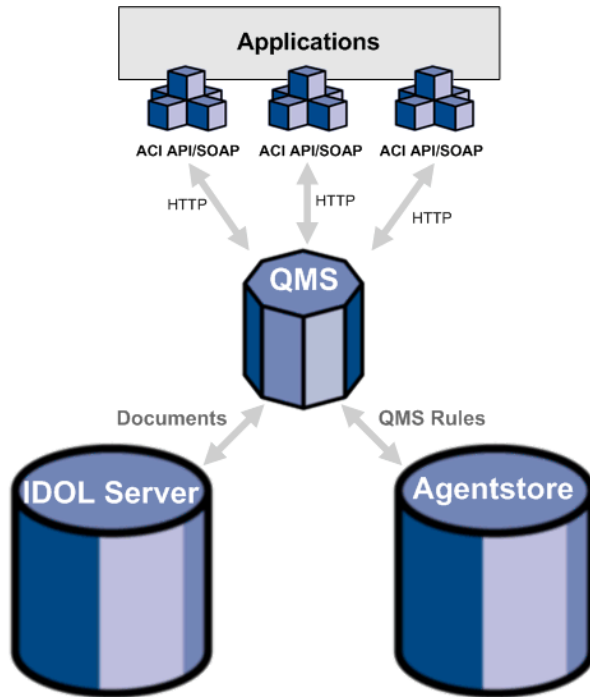 Applications
ACI API/SOAP ACI API/SOAP ACI API/SOAP
HTTP HTTP HTTP
QMS
Documents QMS Rules
IDOL Server Agentstore